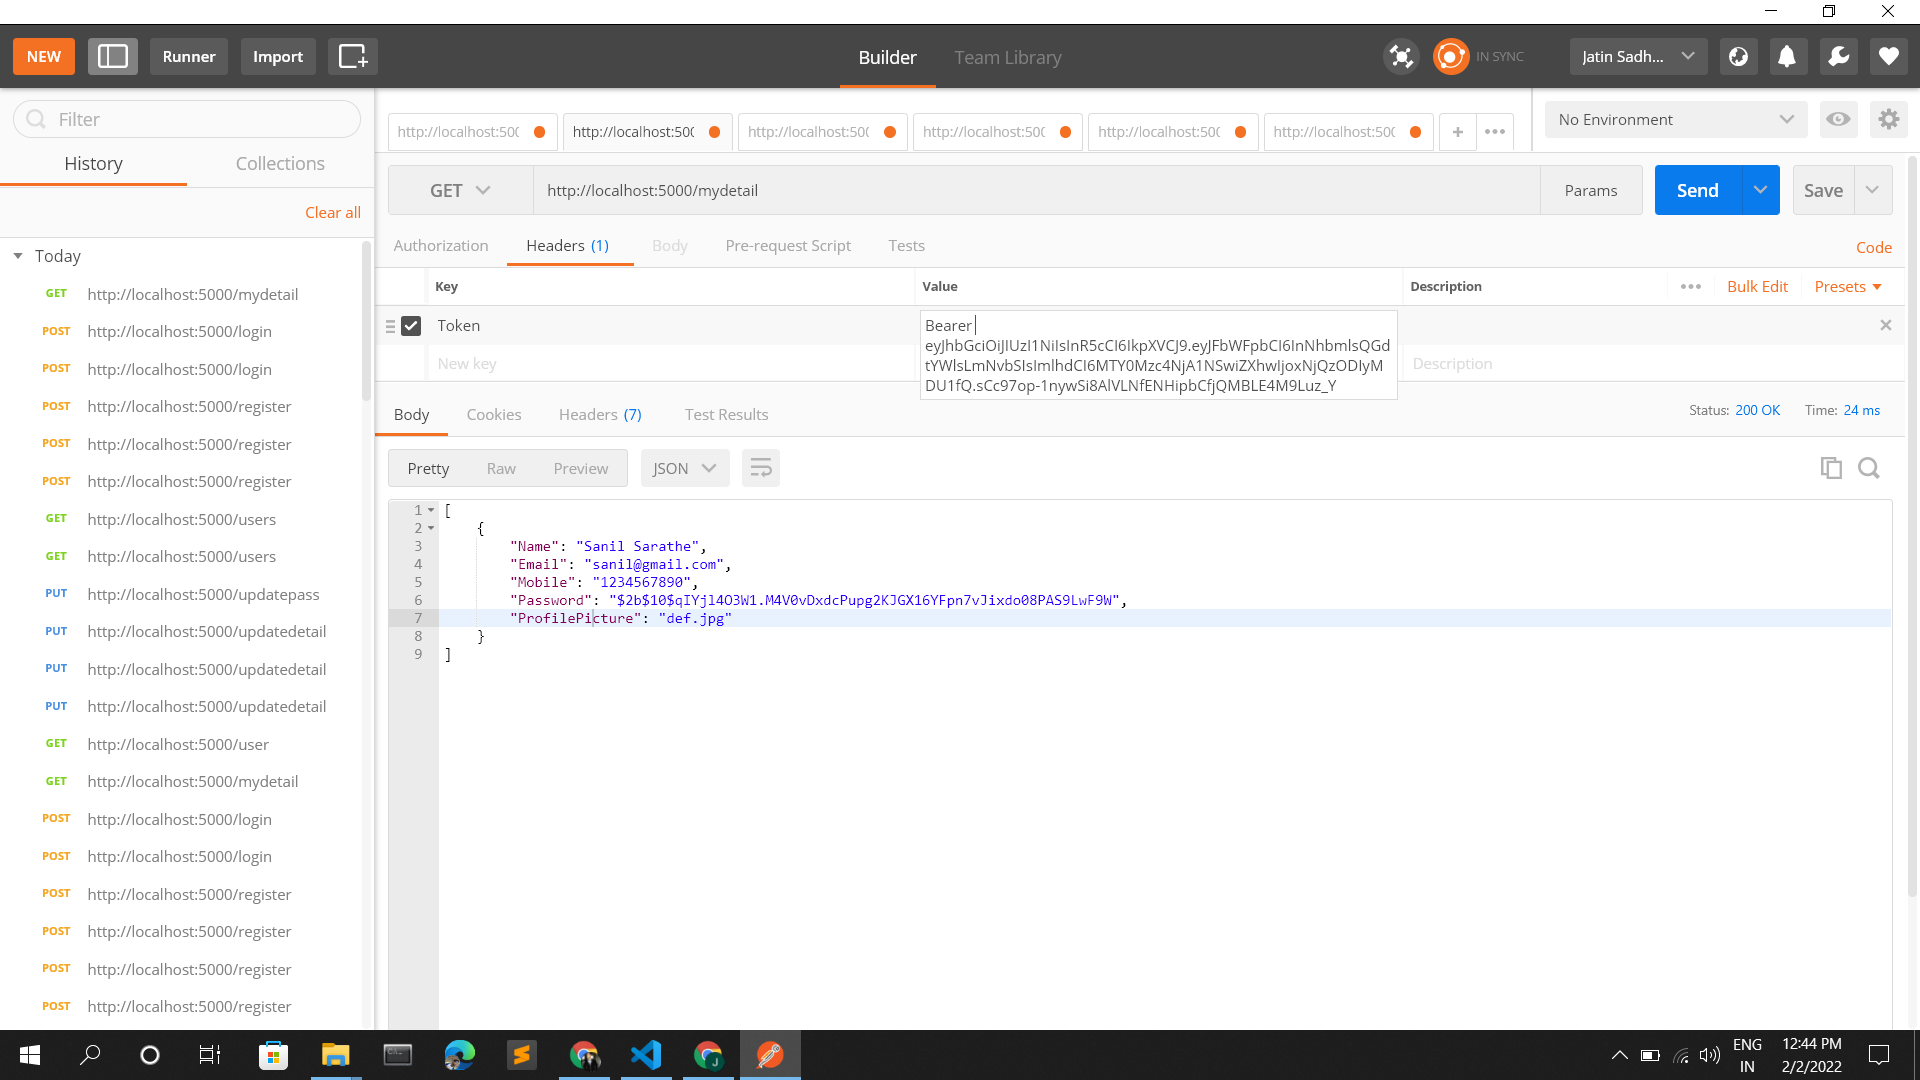 NEW
Runner
Import
Builder
Team Library
IN SYNC
Jatin Sadh...
Filter
History
Collections
Clear all
Today
GET http://localhost:5000/mydetail
POST http://localhost:5000/login
POST http://localhost:5000/login
POST http://localhost:5000/register
POST http://localhost:5000/register
POST http://localhost:5000/register
GET http://localhost:5000/users
GET http://localhost:5000/users
PUT http://localhost:5000/updatepass
PUT http://localhost:5000/updatedetail
PUT http://localhost:5000/updatedetail
PUT http://localhost:5000/updatedetail
GET http://localhost:5000/user
GET http://localhost:5000/mydetail
POST http://localhost:5000/login
POST http://localhost:5000/login
POST http://localhost:5000/register
POST http://localhost:5000/register
POST http://localhost:5000/register
POST http://localhost:5000/register
http://localhost:500
http://localhost:500
http://localhost:500
http://localhost:500
http://localhost:500
http://localhost:500
No Environment
GET
http://localhost:5000/mydetail
Params
Send
Save
Authorization
Headers (1)
Body
Pre-request Script
Tests
Code
Key
Value
Description
Bulk Edit
Presets
Token
Bearer
eyJhbGciOiJIUzI1NiIsInR5cCI6IkpXVCJ9.eyJFbWFpbCI6InNhbmlsQGd
tYWlsLmNvbSIsImlhdCI6MTY0Mzc4NjA1NSwiZXhwIjoxNjQzODIyM
DU1fQ.sCc97op-1nywSi8AlVLNfENHipbCfjQMBLE4M9Luz_Y
New key
Description
Body
Cookies
Headers (7)
Test Results
Status: 200 OK
Time: 24 ms
Pretty
Raw
Preview
JSON
1 [
2 {
3 "Name": "Sanil Sarathe",
4 "Email": "sanil@gmail.com",
5 "Mobile": "1234567890",
6 "Password": "$2b$10$qIYjl4O3W1.M4V0vDxdcPupg2KJGX16YFpn7vJixdo08PAS9LwF9W",
7 "ProfilePicture": "def.jpg"
8 }
9 ]
ENG
IN
12:44 PM
2/2/2022